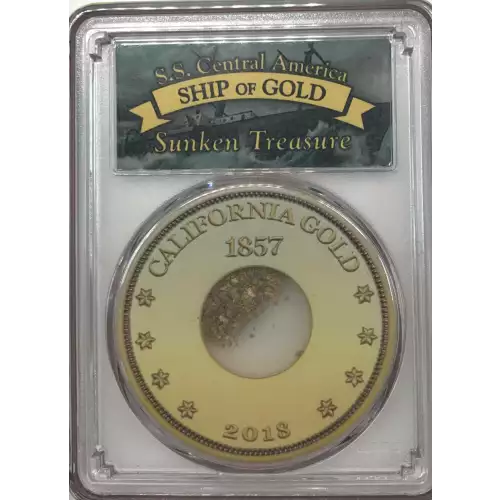 S.S. Central America
SHIP OF GOLD
Sunken Treasure
CALIFORNIA GOLD
1857
2018